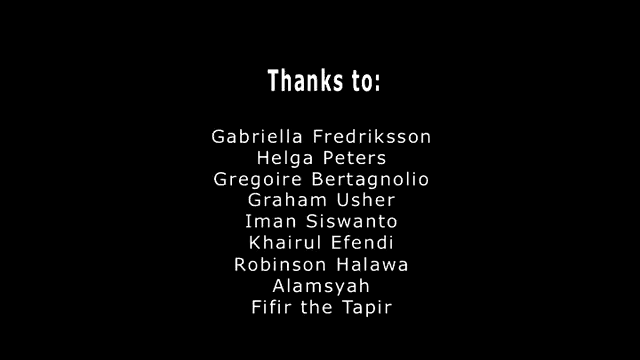 Thanks to:
Gabriella Fredriksson
Helga Peters
Gregoire Bertagnolio
Graham Usher
Iman Siswanto
Khairul Efendi
Robinson Halawa
Alamsyah
Fifir the Tapir